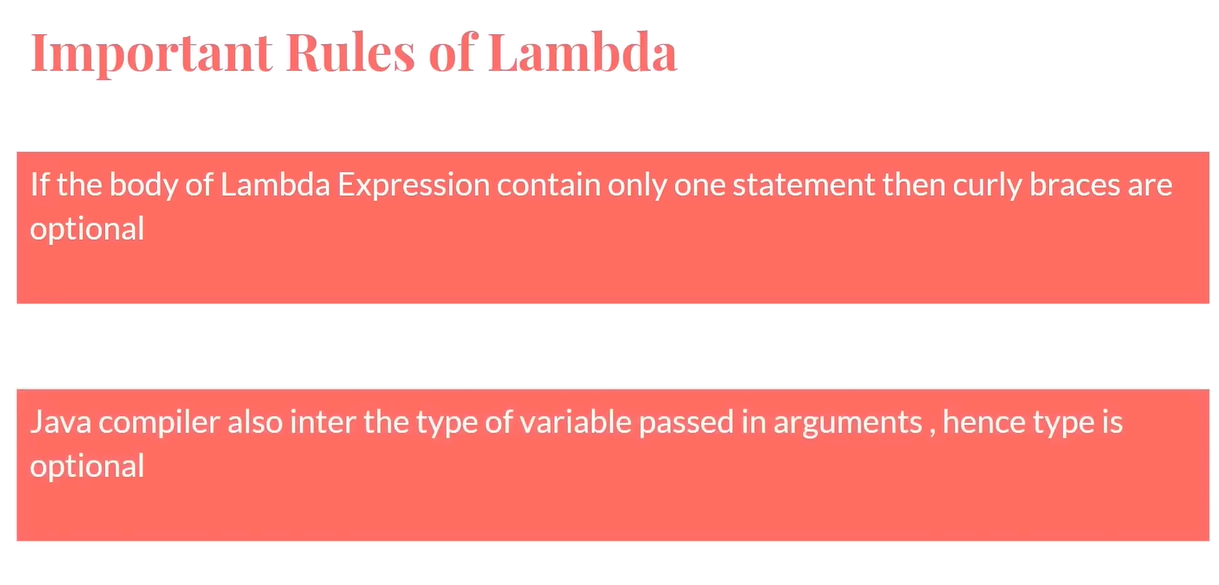 Important Rules of Lambda
If the body of Lambda Expression contain only one statement then curly braces are
optional
Java compiler also inter the type of variable passed in arguments , hence type is
optional